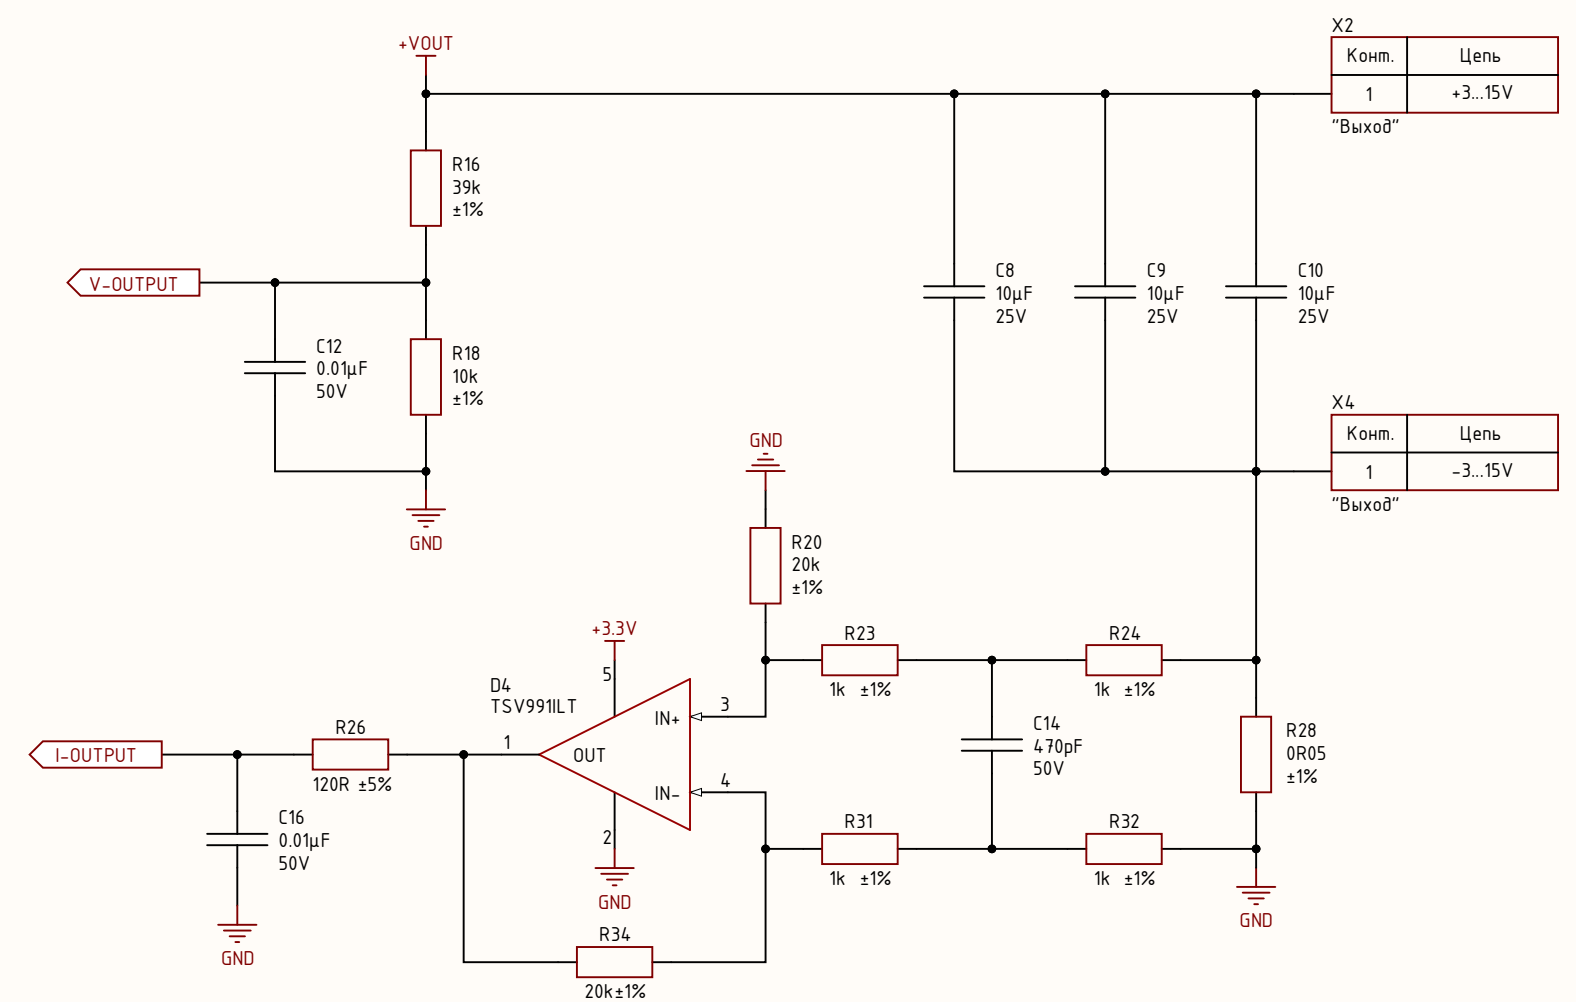 +VOUT
X2
Конт.
Цепь
1
+3...15V
"Выход"
R16
39k
±1%
V-OUTPUT
C12
0.01µF
50V
R18
10k
±1%
GND
C8
10µF
25V
C9
10µF
25V
C10
10µF
25V
X4
Конт.
Цепь
1
-3...15V
"Выход"
GND
R20
20k
±1%
+3.3V
5
D4
TSV991ILT
IN+
3
OUT
1
IN-
4
2
GND
R23
1k ±1%
R24
1k ±1%
C14
470pF
50V
R28
0R05
±1%
R31
1k ±1%
R32
1k ±1%
GND
I-OUTPUT
R26
120R ±5%
C16
0.01µF
50V
GND
R34
20k±1%